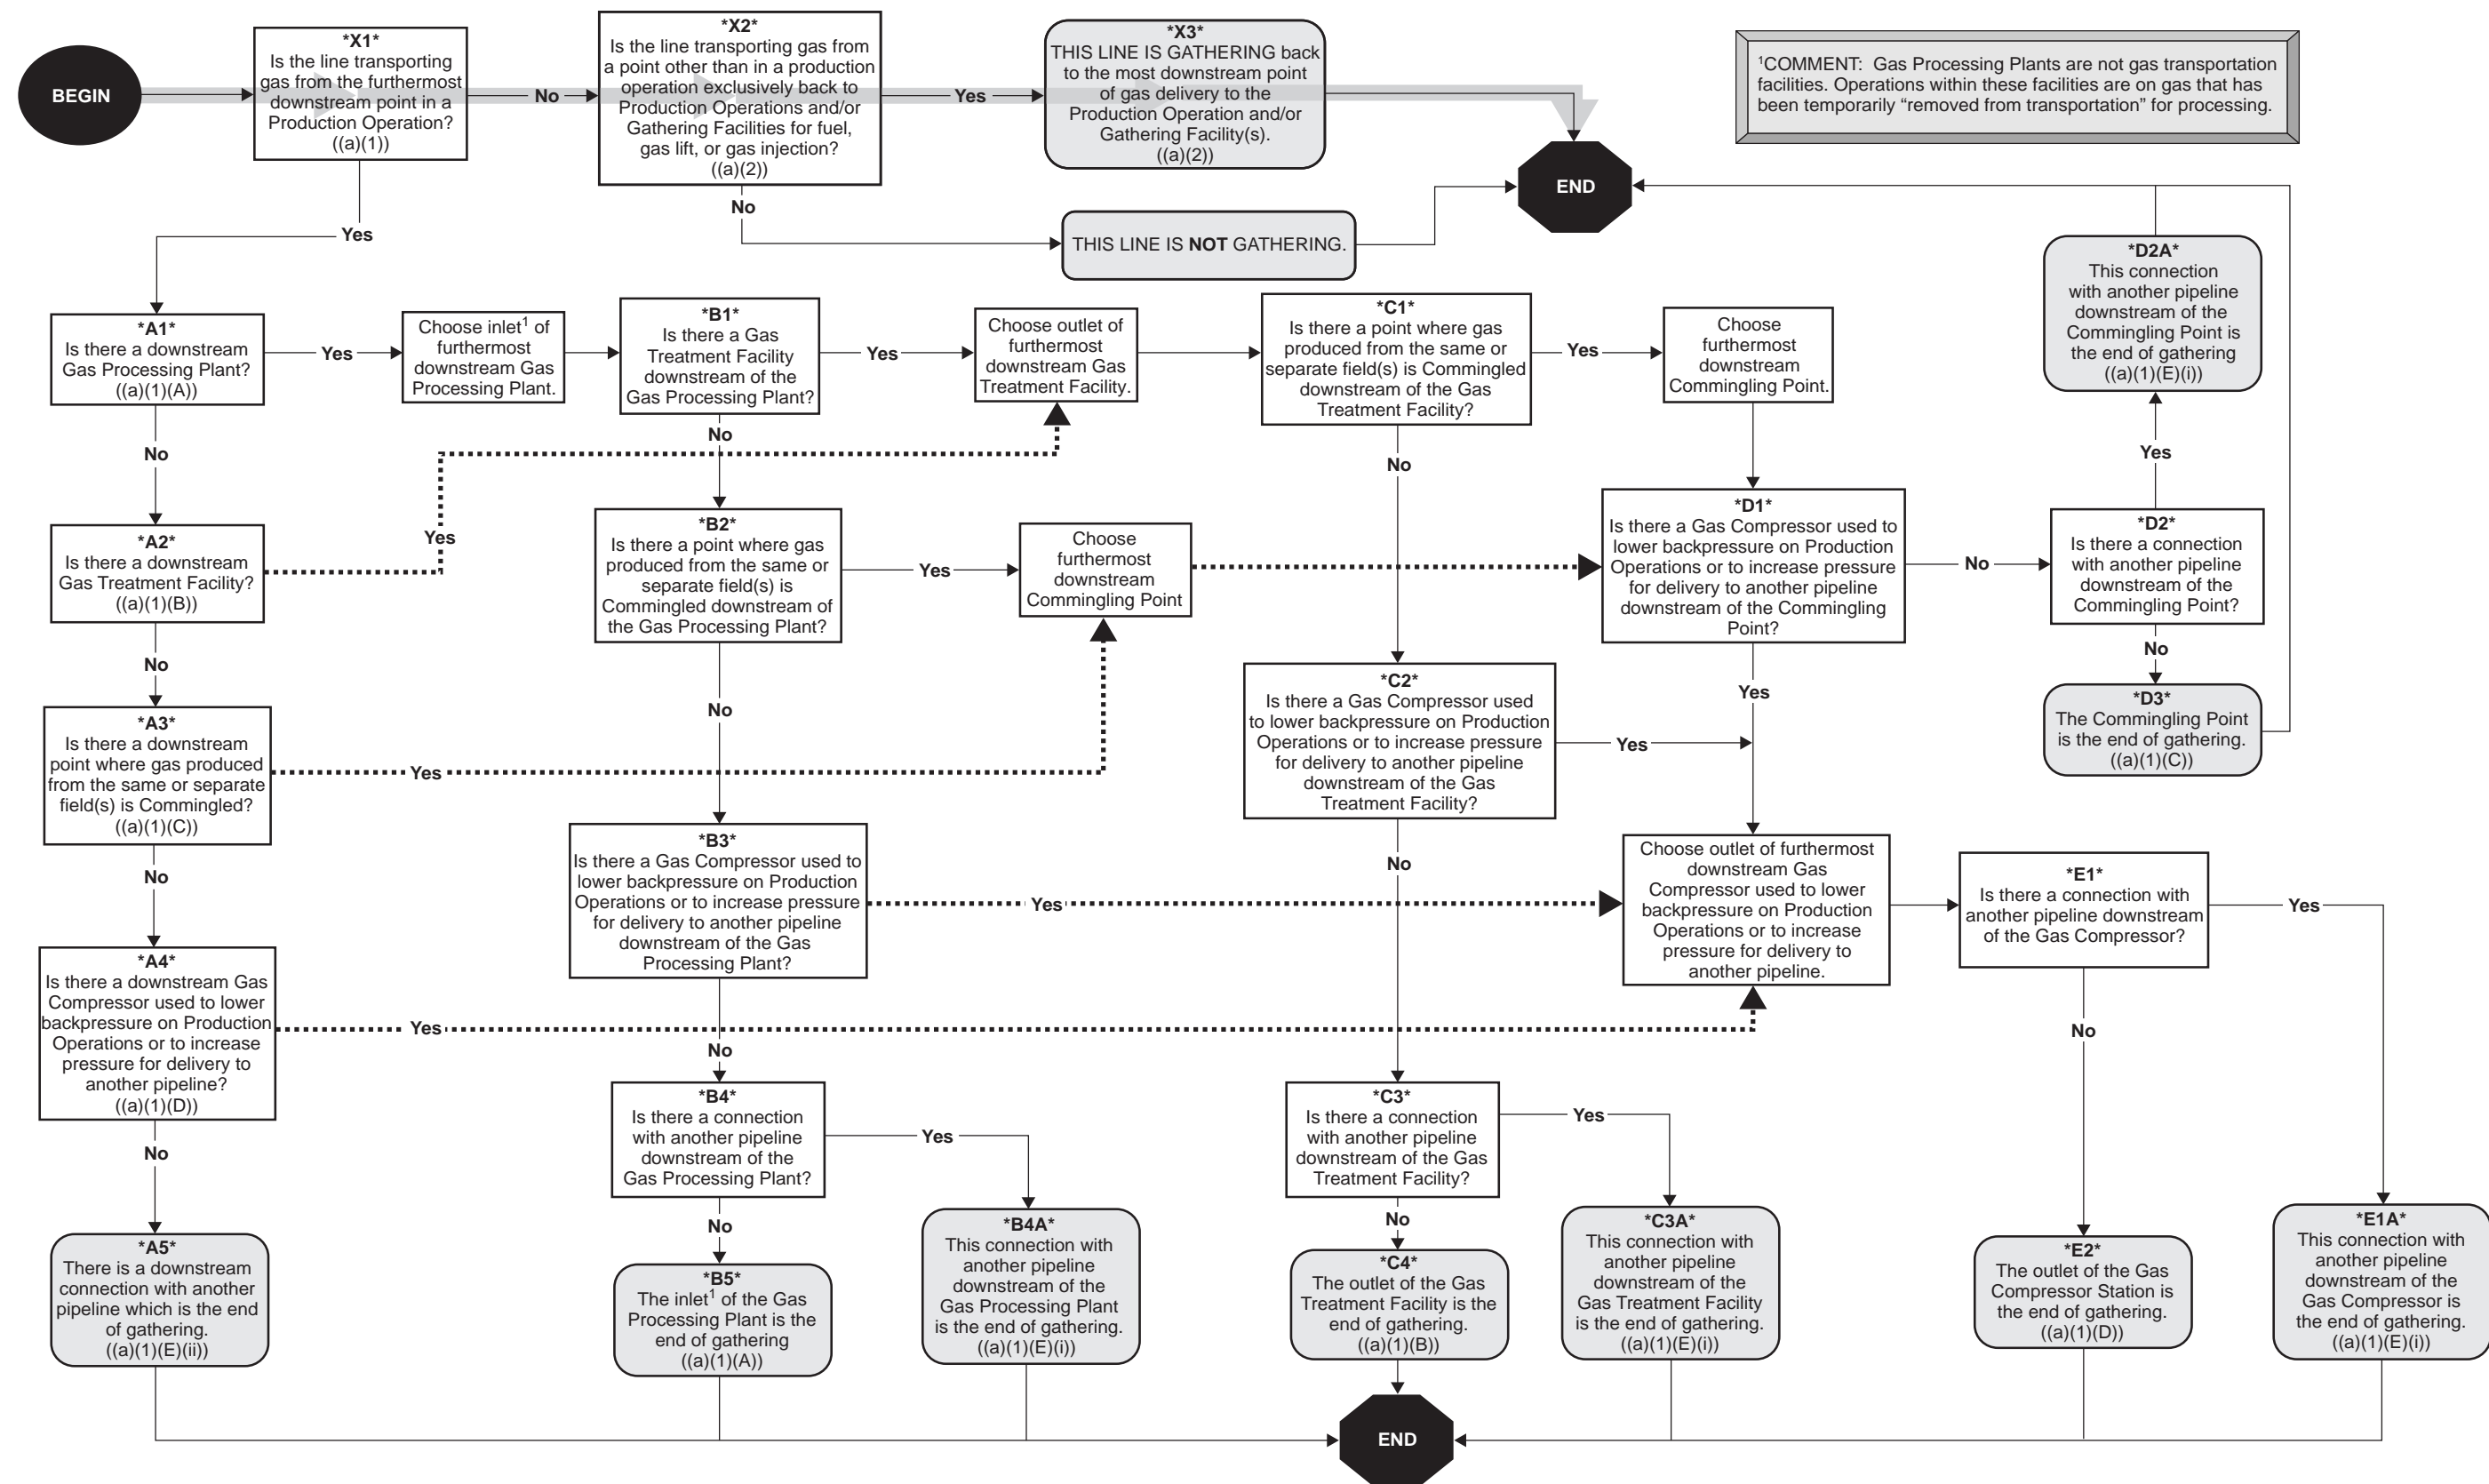 BEGIN
*X1*
Is the line transporting
gas from the furthermost
downstream point in a
Production Operation?
((a)(1))
No
*X2*
Is the line transporting gas from
a point other than in a production
operation exclusively back to
Production Operations and/or
Gathering Facilities for fuel,
gas lift, or gas injection?
((a)(2))
Yes
*X3*
THIS LINE IS GATHERING back
to the most downstream point
of gas delivery to the
Production Operation and/or
Gathering Facility(s).
((a)(2))
¹COMMENT: Gas Processing Plants are not gas transportation
facilities. Operations within these facilities are on gas that has
been temporarily “removed from transportation” for processing.
END
No
THIS LINE IS NOT GATHERING.
Yes
*A1*
Is there a downstream
Gas Processing Plant?
((a)(1)(A))
Yes
Choose inlet¹ of
furthermost
downstream Gas
Processing Plant.
*B1*
Is there a Gas
Treatment Facility
downstream of the
Gas Processing Plant?
Yes
Choose outlet of
furthermost
downstream Gas
Treatment Facility.
*C1*
Is there a point where gas
produced from the same or
separate field(s) is Commingled
downstream of the Gas
Treatment Facility?
Yes
Choose
furthermost
downstream
Commingling Point.
*D2A*
This connection
with another pipeline
downstream of the
Commingling Point is
the end of gathering
((a)(1)(E)(i))
No
No
No
Yes
Yes
*A2*
Is there a downstream
Gas Treatment Facility?
((a)(1)(B))
*B2*
Is there a point where gas
produced from the same or
separate field(s) is
Commingled downstream of
the Gas Processing Plant?
Yes
Choose
furthermost
downstream
Commingling Point
*D1*
Is there a Gas Compressor used to
lower backpressure on Production
Operations or to increase pressure
for delivery to another pipeline
downstream of the Commingling
Point?
No
*D2*
Is there a connection
with another pipeline
downstream of the
Commingling Point?
No
No
No
Yes
*A3*
Is there a downstream
point where gas produced
from the same or separate
field(s) is Commingled?
((a)(1)(C))
Yes
*C2*
Is there a Gas Compressor used
to lower backpressure on Production
Operations or to increase pressure
for delivery to another pipeline
downstream of the Gas
Treatment Facility?
Yes
*D3*
The Commingling Point
is the end of gathering.
((a)(1)(C))
No
No
*B3*
Is there a Gas Compressor used to
lower backpressure on Production
Operations or to increase pressure
for delivery to another pipeline
downstream of the Gas
Processing Plant?
Yes
Choose outlet of furthermost
downstream Gas
Compressor used to lower
backpressure on Production
Operations or to increase
pressure for delivery to
another pipeline.
*E1*
Is there a connection with
another pipeline downstream
of the Gas Compressor?
Yes
*A4*
Is there a downstream Gas
Compressor used to lower
backpressure on Production
Operations or to increase
pressure for delivery to
another pipeline?
((a)(1)(D))
Yes
No
No
No
*B4*
Is there a connection
with another pipeline
downstream of the
Gas Processing Plant?
Yes
*C3*
Is there a connection
with another pipeline
downstream of the Gas
Treatment Facility?
Yes
No
No
*A5*
There is a downstream
connection with another
pipeline which is the end
of gathering.
((a)(1)(E)(ii))
*B5*
The inlet¹ of the Gas
Processing Plant is the
end of gathering
((a)(1)(A))
*B4A*
This connection with
another pipeline
downstream of the
Gas Processing Plant
is the end of gathering.
((a)(1)(E)(i))
*C4*
The outlet of the Gas
Treatment Facility is the
end of gathering.
((a)(1)(B))
*C3A*
This connection with
another pipeline
downstream of the
Gas Treatment Facility
is the end of gathering.
((a)(1)(E)(i))
*E2*
The outlet of the Gas
Compressor Station is
the end of gathering.
((a)(1)(D))
*E1A*
This connection with
another pipeline
downstream of the
Gas Compressor is
the end of gathering.
((a)(1)(E)(i))
END